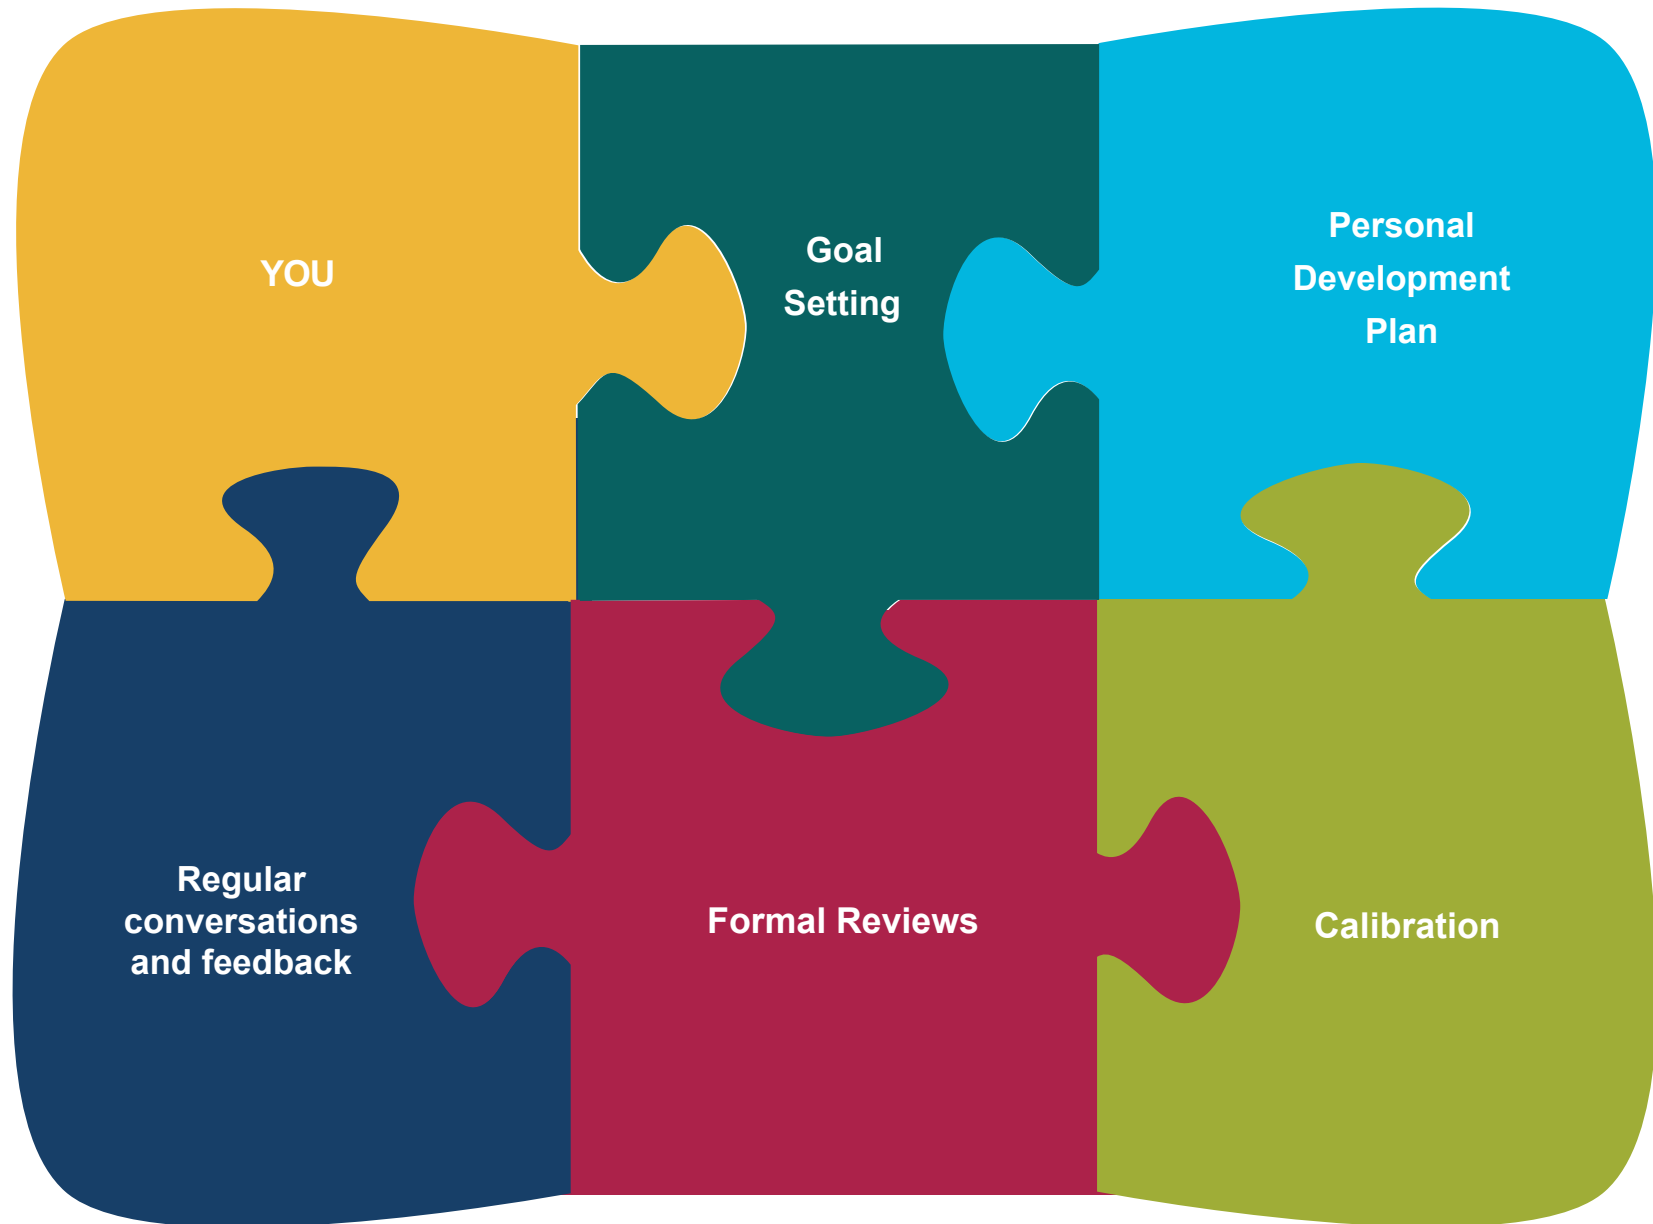 YOU
Goal
Setting
Personal
Development
Plan
Regular
conversations
and feedback
Formal Reviews
Calibration